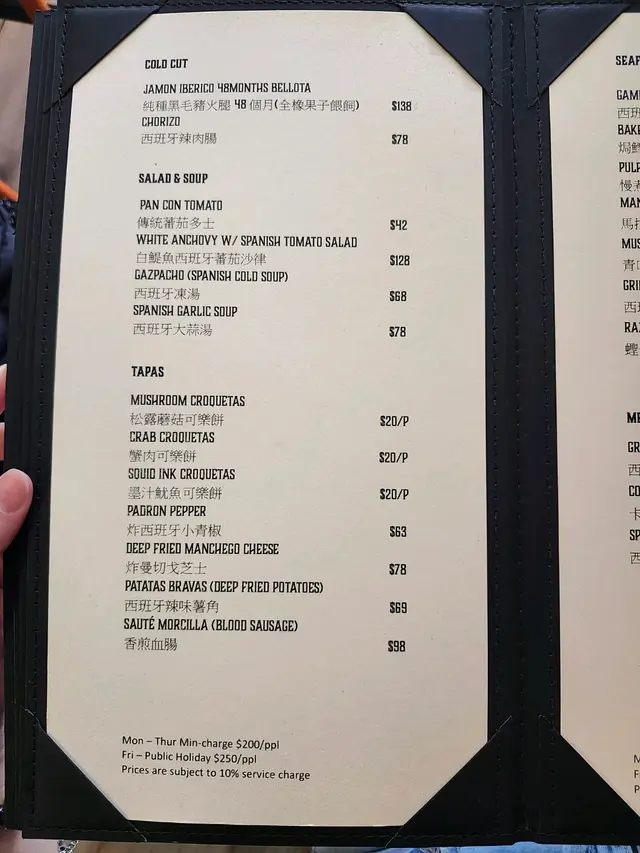 COLD CUT
JAMON IBERICO 48MONTHS BELLOTA
純種黑毛豬火腿 48 個月(全橡果子餵飼) $138
CHORIZO
西班牙辣肉腸 $78
SALAD & SOUP
PAN CON TOMATO
傳統蕃茄多士 $42
WHITE ANCHOVY W/ SPANISH TOMATO SALAD
白鯷魚西班牙蕃茄沙律 $128
GAZPACHO (SPANISH COLD SOUP)
西班牙凍湯 $68
SPANISH GARLIC SOUP
西班牙大蒜湯 $78
TAPAS
MUSHROOM CROQUETAS
松露蘑菇可樂餅 $20/P
CRAB CROQUETAS
蟹肉可樂餅 $20/P
SQUID INK CROQUETAS
墨汁魷魚可樂餅 $20/P
PADRON PEPPER
炸西班牙小青椒 $63
DEEP FRIED MANCHEGO CHEESE
炸曼切戈芝士 $78
PATATAS BRAVAS (DEEP FRIED POTATOES)
西班牙辣味薯角 $69
SAUTÉ MORCILLA (BLOOD SAUSAGE)
香煎血腸 $98
Mon – Thur Min-charge $200/ppl
Fri – Public Holiday $250/ppl
Prices are subject to 10% service charge